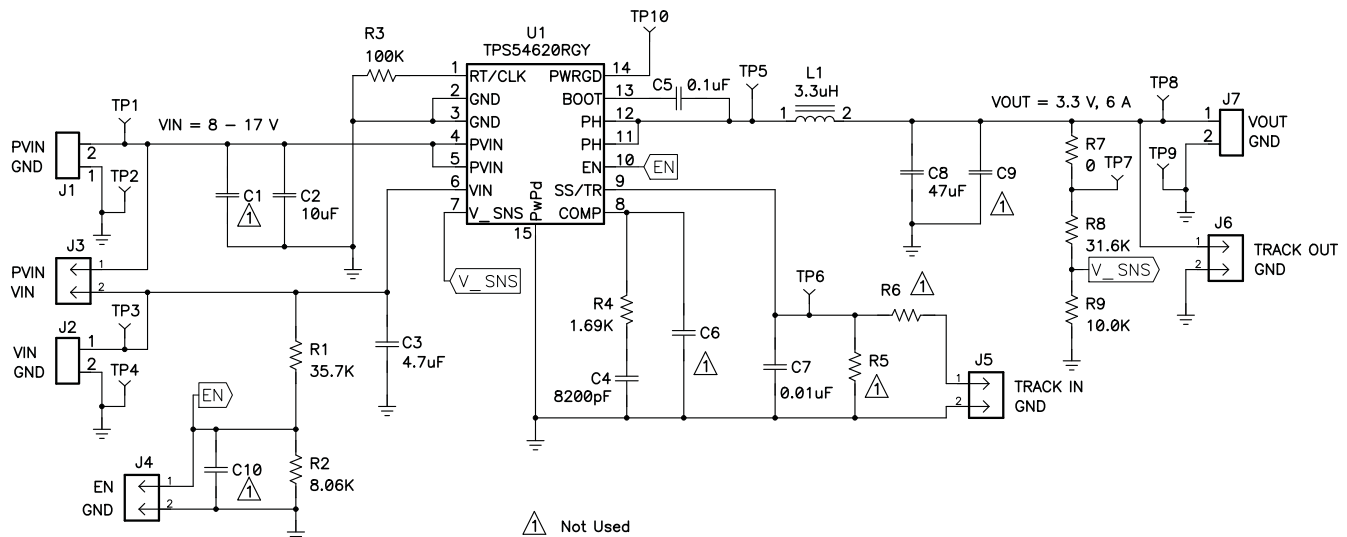 TP10
U1
TPS54620RGY
R3
100K
1 RT/CLK PWRGD 14
2 GND BOOT 13
3 GND PH 12
4 PVIN PH 11
5 PVIN EN 10
6 VIN SS/TR 9
7 V_SNS COMP 8
PwPd
15
C5 0.1uF
TP5
L1
3.3uH
1 2
VOUT = 3.3 V, 6 A
TP8
J7
1 VOUT
2 GND
TP1
VIN = 8 – 17 V
PVIN 2
GND 1
J1
TP2
C1
1
C2
10uF
EN
C8
47uF
C9
1
R7
0
TP7
TP9
R8
31.6K
V_SNS
R9
10.0K
J6
1 TRACK OUT
2 GND
J3
PVIN 1
VIN 2
V_SNS
J2
TP3
VIN 1
GND 2
TP4
R1
35.7K
C3
4.7uF
R4
1.69K
C4
8200pF
C6
1
TP6
R6 1
C7
0.01uF
R5
1
J5
1 TRACK IN
2 GND
EN
J4
EN 1
GND 2
C10
1
R2
8.06K
1 Not Used